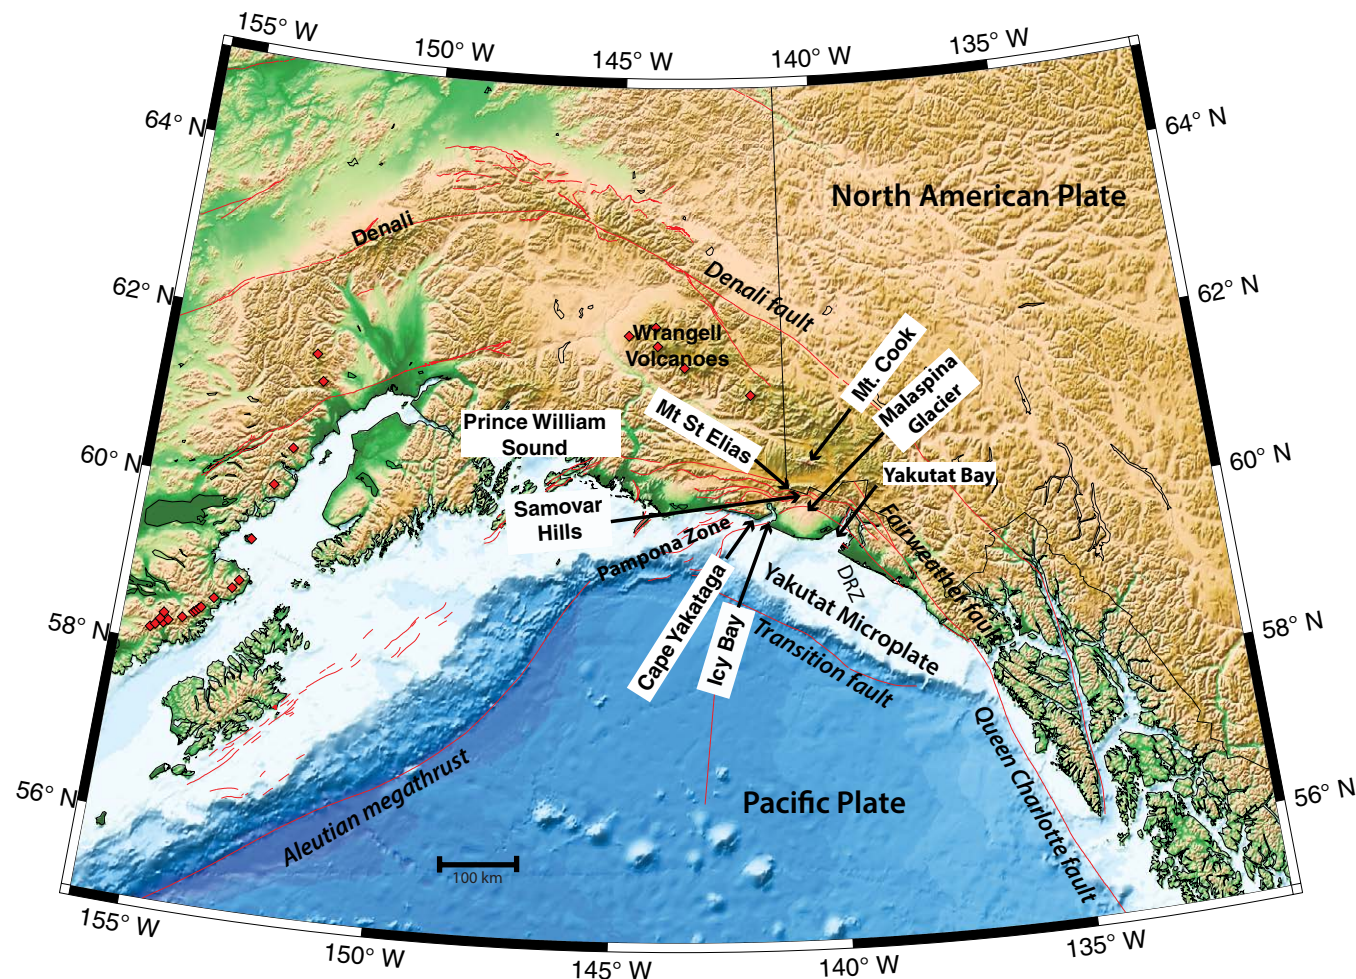 155° W
150° W
145° W
140° W
135° W
64° N
64° N
North American Plate
Denali
Denali fault
62° N
62° N
Wrangell
Volcanoes
Mt. Cook
Malaspina
Glacier
Mt St Elias
Prince William
Sound
60° N
60° N
Yakutat Bay
Samovar
Hills
Fairweather fault
Pampona Zone
DRZ
Cape Yakataga
Icy Bay
Yakutat Microplate
Transition fault
58° N
58° N
Queen Charlotte fault
Aleutian megathrust
Pacific Plate
56° N
56° N
100 km
155° W
150° W
145° W
140° W
135° W